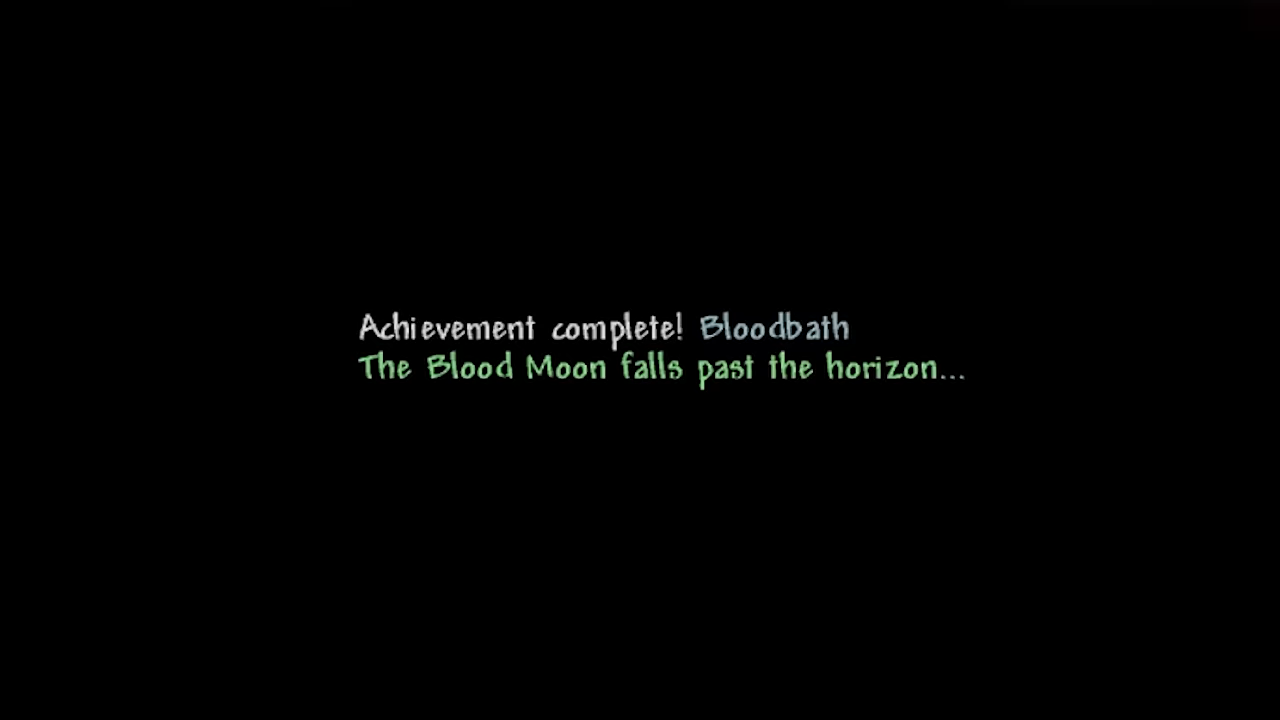 Achievement complete! Bloodbath
The Blood Moon falls past the horizon...